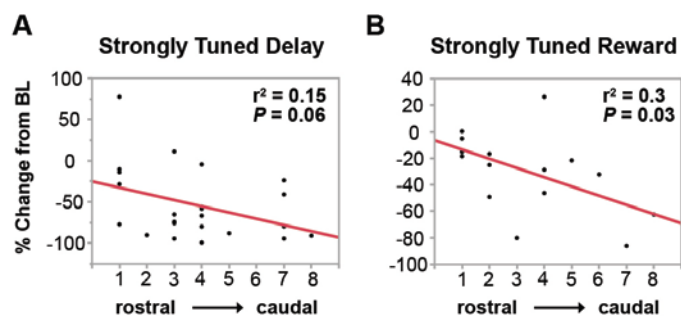 A
Strongly Tuned Delay
r² = 0.15
P = 0.06
% Change from BL
100
50
0
-50
-100
1 2 3 4 5 6 7 8
rostral → caudal
B
Strongly Tuned Reward
r² = 0.3
P = 0.03
40
20
0
-20
-40
-60
-80
-100
1 2 3 4 5 6 7 8
rostral → caudal